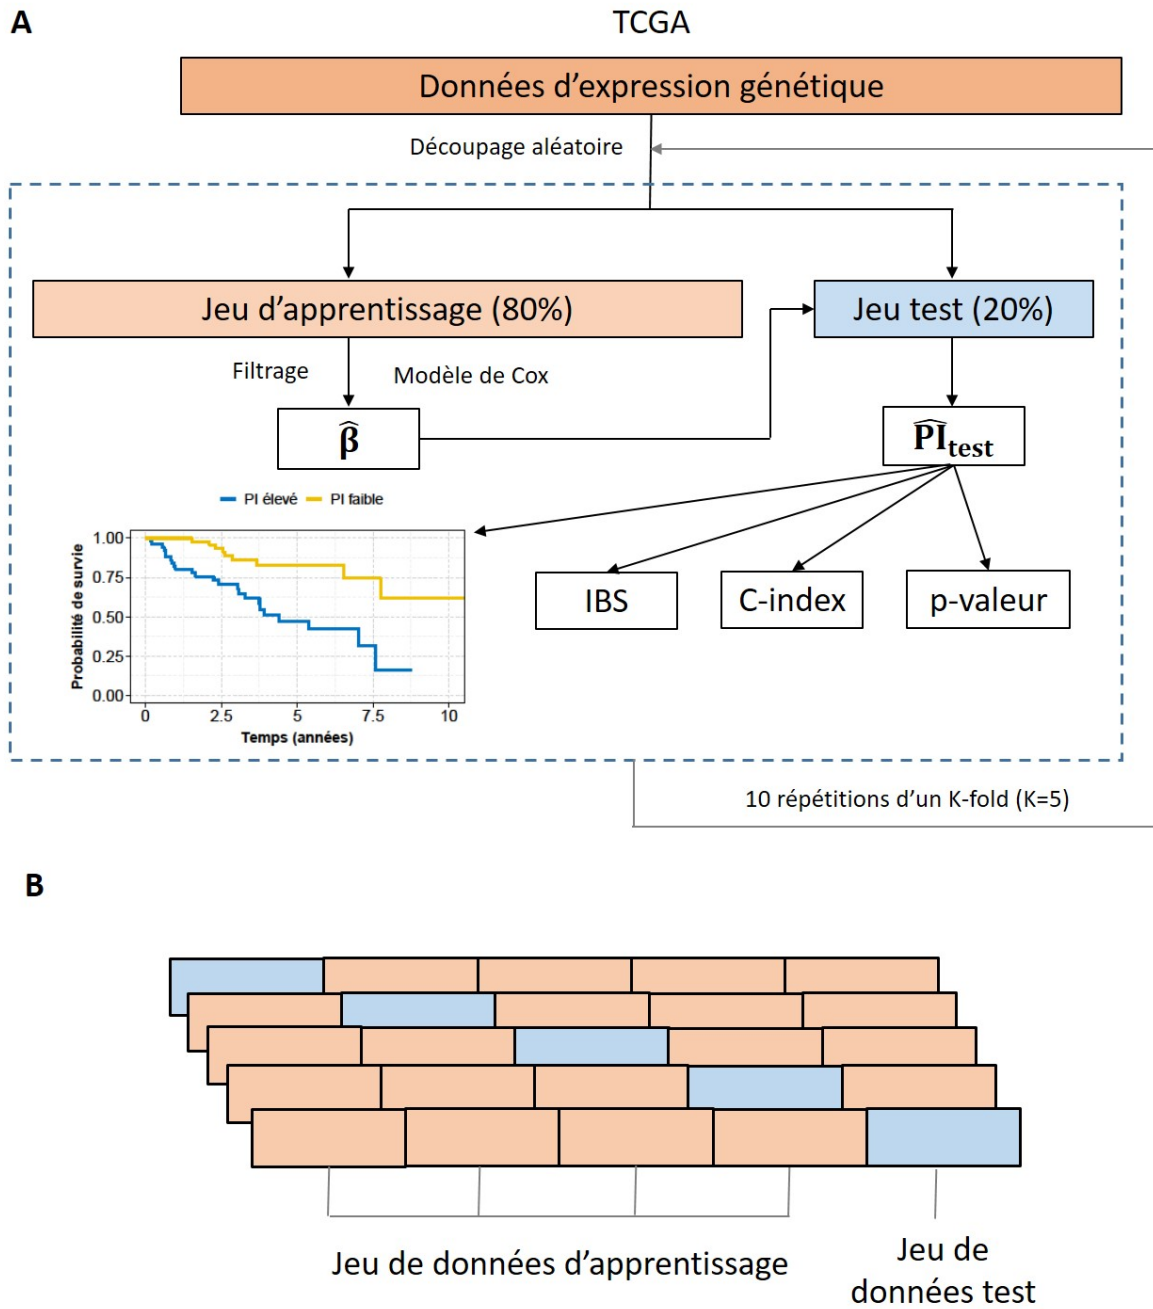 A
TCGA
Données d'expression génétique
Découpage aléatoire
Jeu d'apprentissage (80%)
Jeu test (20%)
Filtrage
Modèle de Cox
β̂
P̂I test
PI élevé PI faible
Probabilité de survie
1.00
0.75
0.50
0.25
0.00
0 2.5 5 7.5 10
Temps (années)
IBS
C-index
p-valeur
10 répétitions d'un K-fold (K=5)
B
Jeu de données d'apprentissage
Jeu de
données test